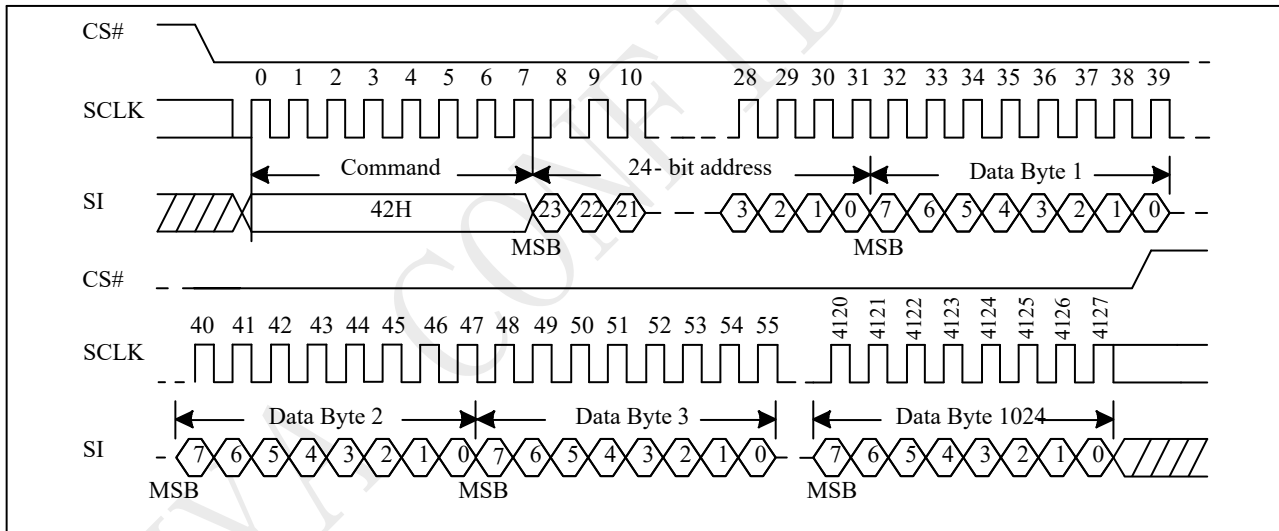 CS#
0 1 2 3 4 5 6 7 8 9 10 28 29 30 31 32 33 34 35 36 37 38 39
SCLK
Command 24- bit address Data Byte 1
SI 42H 23 22 21 3 2 1 0 7 6 5 4 3 2 1 0
MSB MSB
CS#
40 41 42 43 44 45 46 47 48 49 50 51 52 53 54 55 4120 4121 4122 4123 4124 4125 4126 4127
SCLK
Data Byte 2 Data Byte 3 Data Byte 1024
SI 7 6 5 4 3 2 1 0 7 6 5 4 3 2 1 0 7 6 5 4 3 2 1 0
MSB MSB MSB